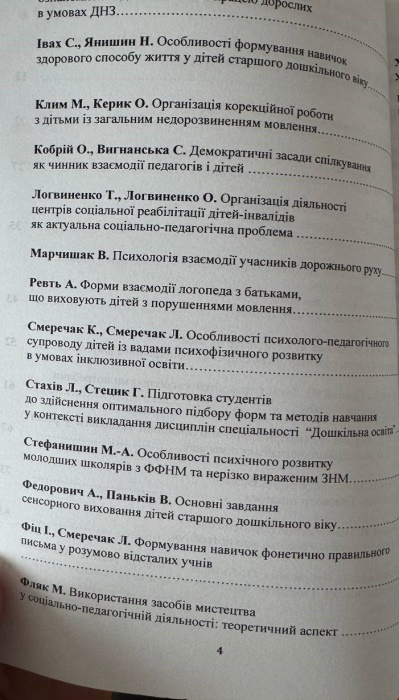 дорослих
в умовах ДНЗ
Івах С., Янишин Н. Особливості формування навичок
здорового способу життя у дітей старшого дошкільного віку
Клим М., Керик О. Організація корекційної роботи
з дітьми із загальним недорозвиненням мовлення
Кобрій О., Вигнанська С. Демократичні засади спілкування
як чинник взаємодії педагогів і дітей
Логвиненко Т., Логвиненко О. Організація діяльності
центрів соціальної реабілітації дітей-інвалідів
як актуальна соціально-педагогічна проблема
Марчишак В. Психологія взаємодії учасників дорожнього руху
Ревть А. Форми взаємодії логопеда з батьками,
що виховують дітей з порушеннями мовлення
Смеречак К., Смеречак Л. Особливості психолого-педагогічного
супроводу дітей із вадами психофізичного розвитку
в умовах інклюзивної освіти
Стахів Л., Стецик Г. Підготовка студентів
до здійснення оптимального підбору форм та методів навчання
у контексті викладання дисциплін спеціальності “Дошкільна освіта”
Стефанишин М.-А. Особливості психічного розвитку
молодших школярів з ФФНМ та нерізко вираженим ЗНМ
Федорович А., Паньків В. Основні завдання
сенсорного виховання дітей старшого дошкільного віку
Фіц І., Смеречак Л. Формування навичок фонетично правильного
письма у розумово відсталих учнів
Фляк М. Використання засобів мистецтва
у соціально-педагогічній діяльності: теоретичний аспект
4